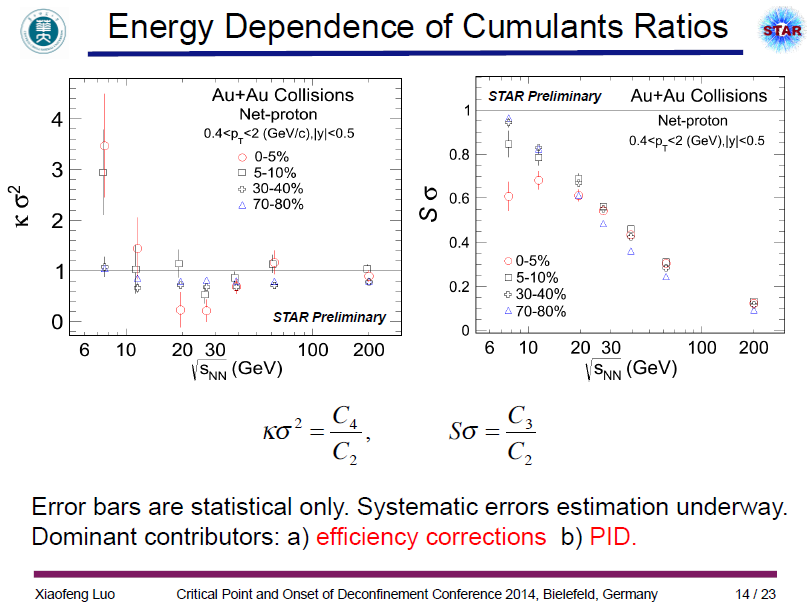 Energy Dependence of Cumulants Ratios
STAR
Au+Au Collisions
Net-proton
0.4<p_T<2 (GeV/c),|y|<0.5
0-5%
5-10%
30-40%
70-80%
STAR Preliminary
κ σ²
4
3
2
1
0
6 10 20 30 100 200
√s_NN (GeV)
STAR Preliminary
Au+Au Collisions
Net-proton
0.4<p_T<2 (GeV),|y|<0.5
0-5%
5-10%
30-40%
70-80%
S σ
1
0.8
0.6
0.4
0.2
0
6 10 20 30 100 200
√s_NN (GeV)
κσ² = C₄/C₂ , Sσ = C₃/C₂
Error bars are statistical only. Systematic errors estimation underway.
Dominant contributors: a) efficiency corrections b) PID.
Xiaofeng Luo Critical Point and Onset of Deconfinement Conference 2014, Bielefeld, Germany 14 / 23